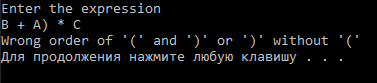 Enter the expression
B + A) * C
Wrong order of '(' and ')' or ')' without '('
Для продолжения нажмите любую клавишу . . .